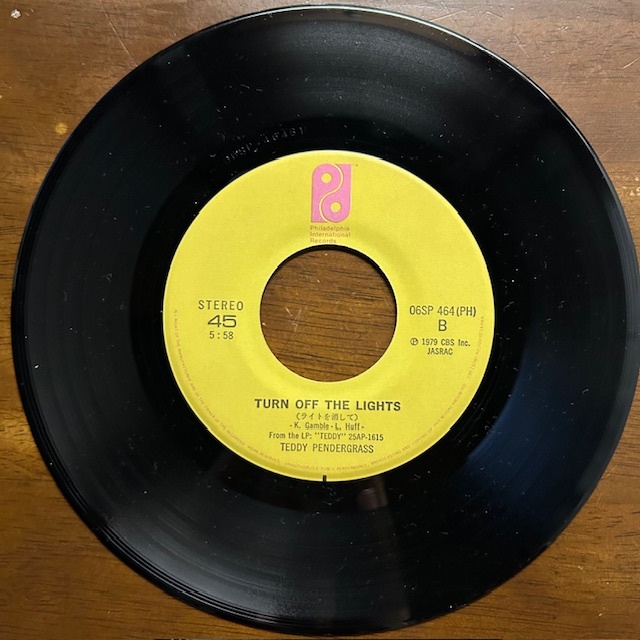 Philadelphia
International
Records
STEREO
45
5:58
06SP 464(PH)
B
℗ 1979 CBS Inc.
JASRAC
TURN OFF THE LIGHTS
(ライトを消して)
-K. Gamble-L. Huff-
From the LP: "TEDDY" 25AP-1615
TEDDY PENDERGRASS